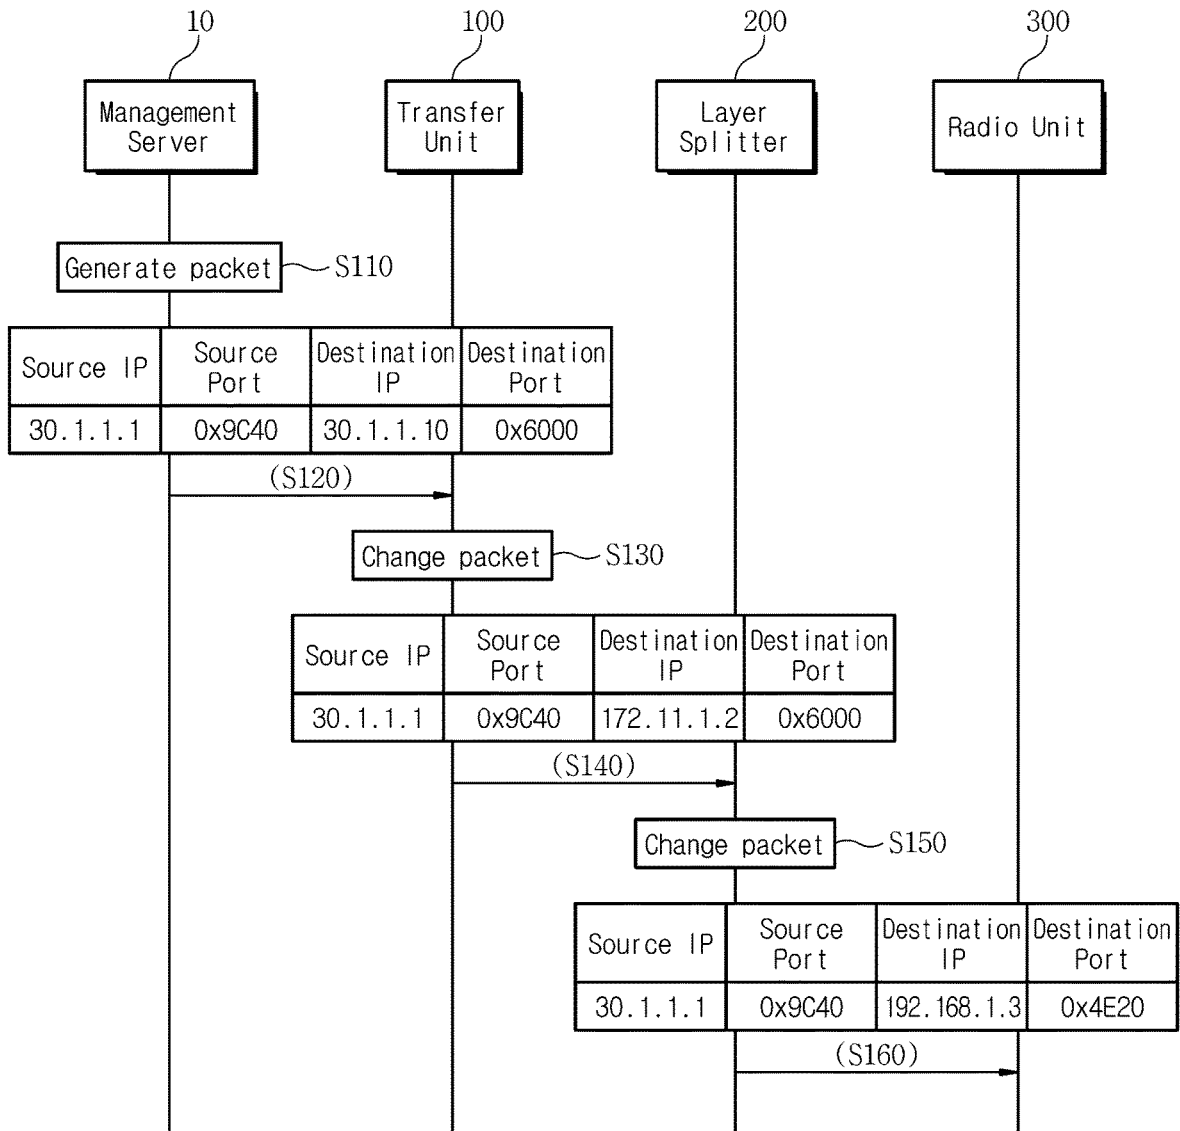 10 100 200 300
Management Transfer Layer Radio Unit
Server Unit Splitter
Generate packet S110
Source IP Source Destination Destination
Port IP Port
30.1.1.1 0x9C40 30.1.1.10 0x6000
(S120)
Change packet S130
Source IP Source Destination Destination
Port IP Port
30.1.1.1 0x9C40 172.11.1.2 0x6000
(S140)
Change packet S150
Source IP Source Destination Destination
Port IP Port
30.1.1.1 0x9C40 192.168.1.3 0x4E20
(S160)